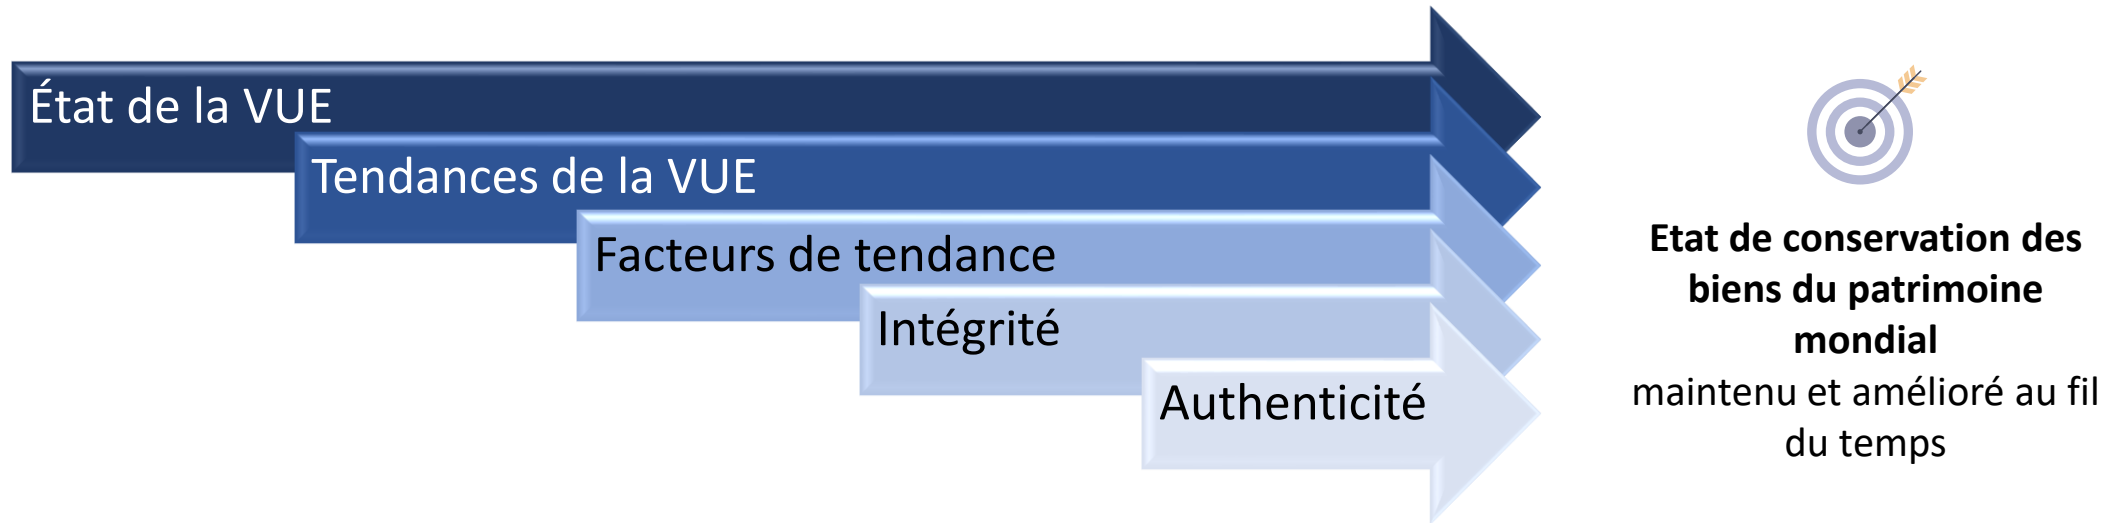 État de la VUE
Tendances de la VUE
Facteurs de tendance
Intégrité
Authenticité
Etat de conservation des
biens du patrimoine
mondial
maintenu et amélioré au fil
du temps